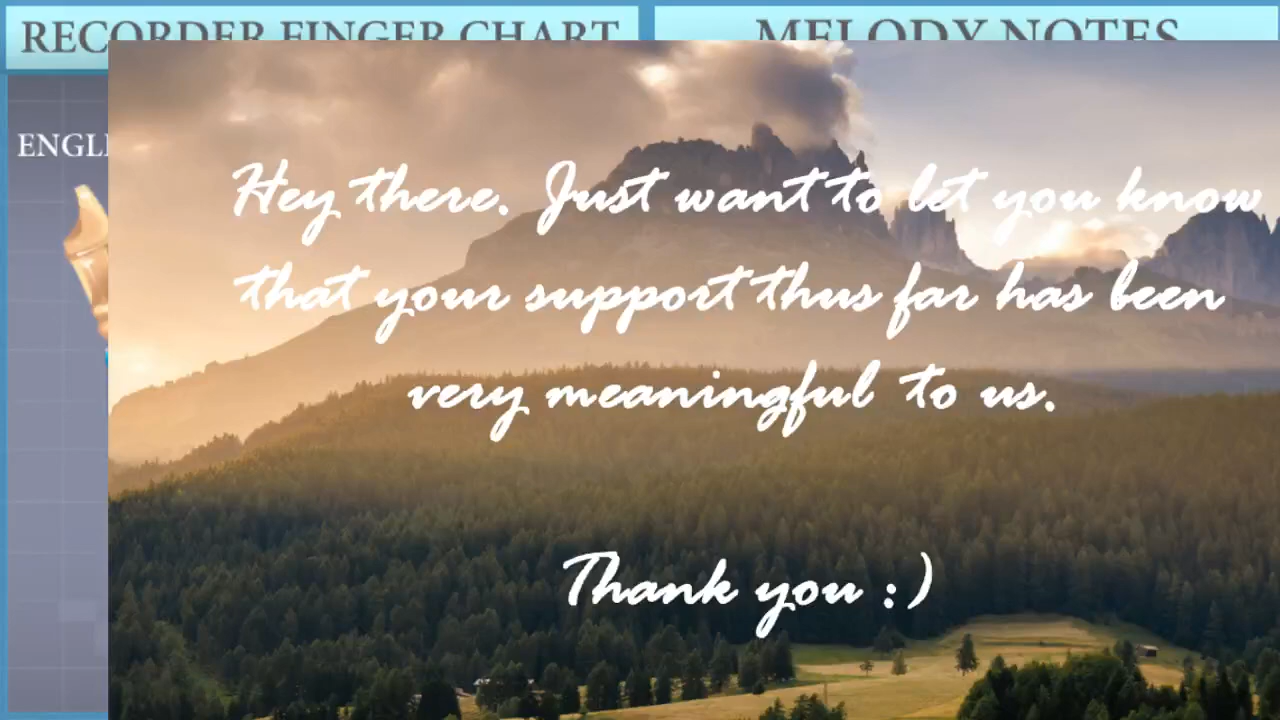 RECORDER FINGER CHART
MELODY NOTES
Hey there. Just want to let you know
that your support thus far has been
very meaningful to us.
Thank you :)